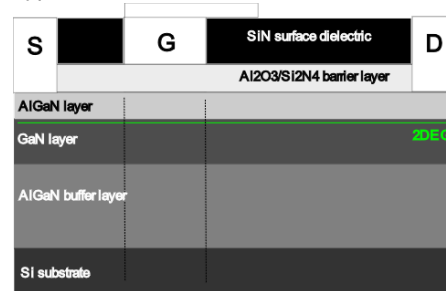 S
G
SiN surface dielectric
D
Al2O3/Si2N4 barrier layer
AlGaN layer
GaN layer
2DEG
AlGaN buffer layer
Si substrate